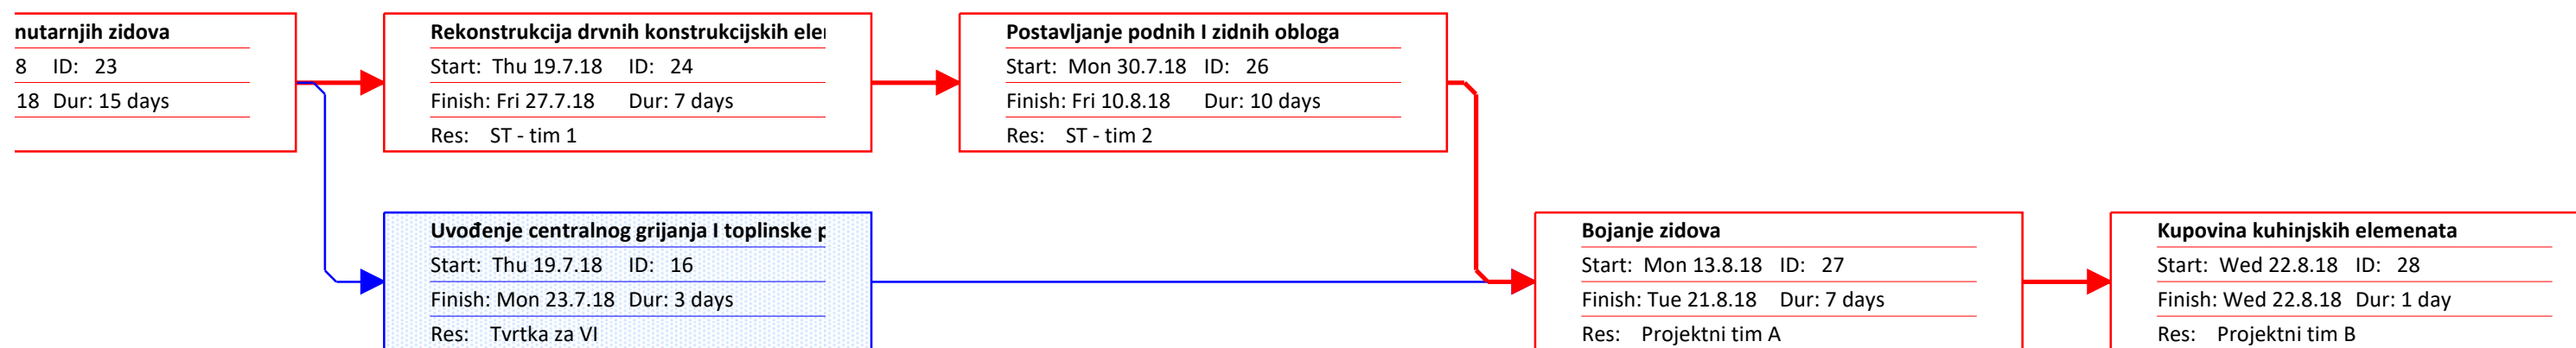 nutarnjih zidova
8 ID: 23
18 Dur: 15 days
Rekonstrukcija drvnih konstrukcijskih
Start: Thu 19.7.18 ID: 24
Finish: Fri 27.7.18 Dur: 7 days
Res: ST - tim 1
Postavljanje podnih I zidnih obloga
Start: Mon 30.7.18 ID: 26
Finish: Fri 10.8.18 Dur: 10 days
Res: ST - tim 2
Uvođenje centralnog grijanja I toplinske
Start: Thu 19.7.18 ID: 16
Finish: Mon 23.7.18 Dur: 3 days
Res: Tvrtka za VI
Bojanje zidova
Start: Mon 13.8.18 ID: 27
Finish: Tue 21.8.18 Dur: 7 days
Res: Projektni tim A
Kupovina kuhinjskih elemenata
Start: Wed 22.8.18 ID: 28
Finish: Wed 22.8.18 Dur: 1 day
Res: Projektni tim B